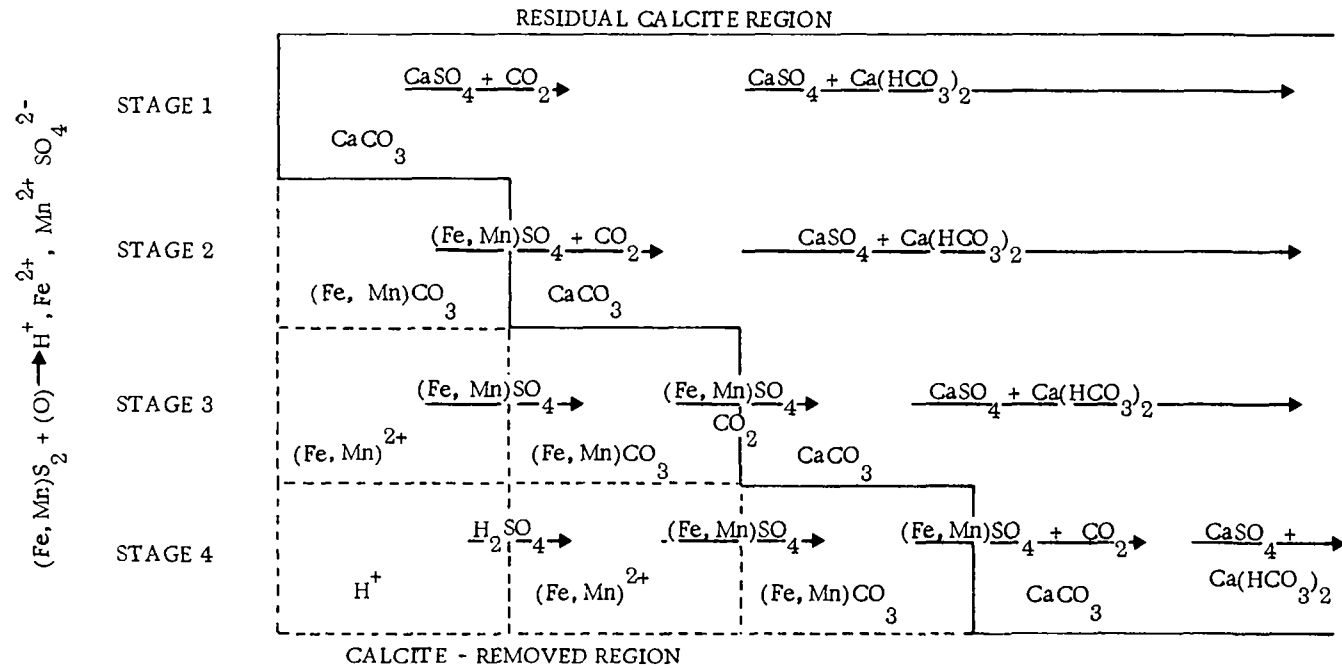 RESIDUAL CALCITE REGION
(Fe, Mn)S₂ + (O) → H⁺, Fe²⁺, Mn²⁺ SO₄²⁻
STAGE 1
CaSO₄ + CO₂
CaSO₄ + Ca(HCO₃)₂
CaCO₃
STAGE 2
(Fe, Mn)SO₄ + CO₂
CaSO₄ + Ca(HCO₃)₂
(Fe, Mn)CO₃
CaCO₃
STAGE 3
(Fe, Mn)SO₄
(Fe, Mn)SO₄
CO₂
CaSO₄ + Ca(HCO₃)₂
(Fe, Mn)²⁺
(Fe, Mn)CO₃
CaCO₃
STAGE 4
H₂SO₄
(Fe, Mn)SO₄
(Fe, Mn)SO₄ + CO₂
CaSO₄ +
Ca(HCO₃)₂
H⁺
(Fe, Mn)²⁺
(Fe, Mn)CO₃
CaCO₃
CALCITE - REMOVED REGION